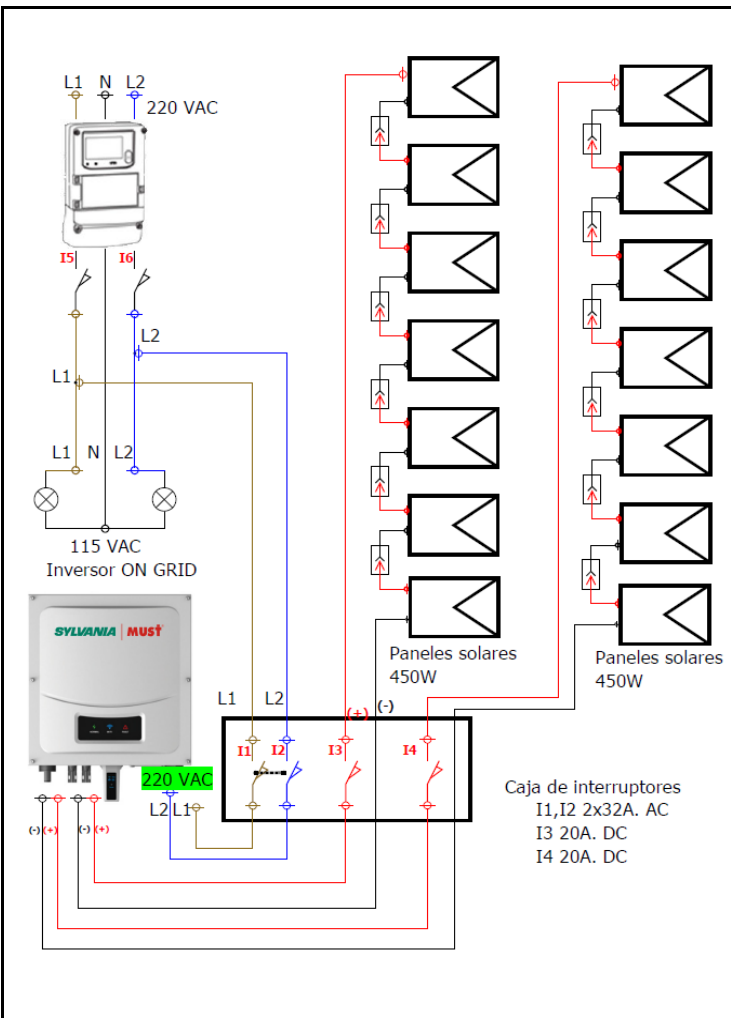 L1 N L2
220 VAC
I5 I6
L2
L1
L1 N L2
115 VAC
Inversor ON GRID
SYLVANIA | MUST
220 VAC
L2 L1
(-) (+) (-) (+)
L1 L2
(+) (-)
I1 I2 I3 I4
Paneles solares
450W
Paneles solares
450W
Caja de interruptores
I1,I2 2x32A. AC
I3 20A. DC
I4 20A. DC